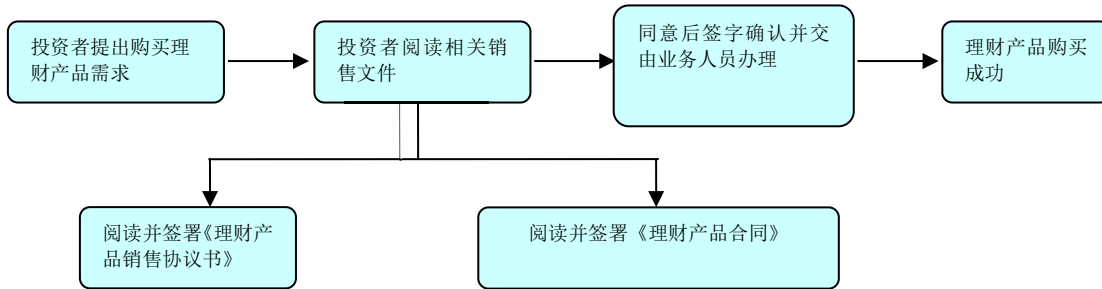 投资者提出购买理
财产品需求
投资者阅读相关销
售文件
同意后签字确认并交
由业务人员办理
理财产品购买
成功
阅读并签署《理财产
品销售协议书》
阅读并签署《理财产品合同》